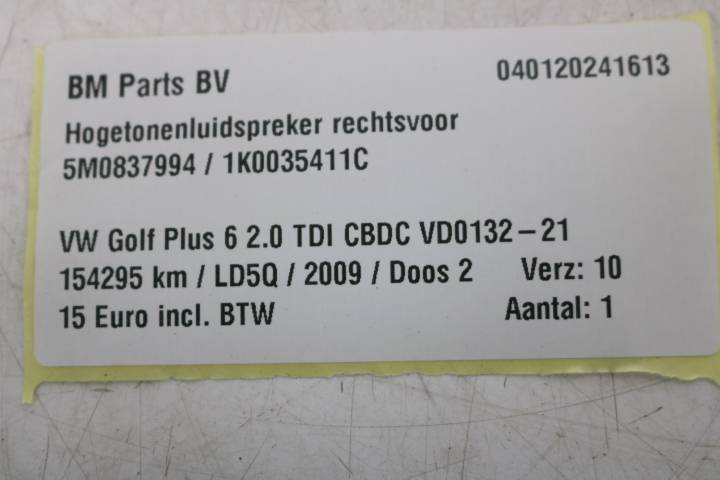 BM Parts BV 040120241613
Hogetonenluidspreker rechtsvoor
5M0837994 / 1K0035411C
VW Golf Plus 6 2.0 TDI CBDC VD0132-21
154295 km / LD5Q / 2009 / Doos 2 Verz: 10
15 Euro incl. BTW Aantal: 1